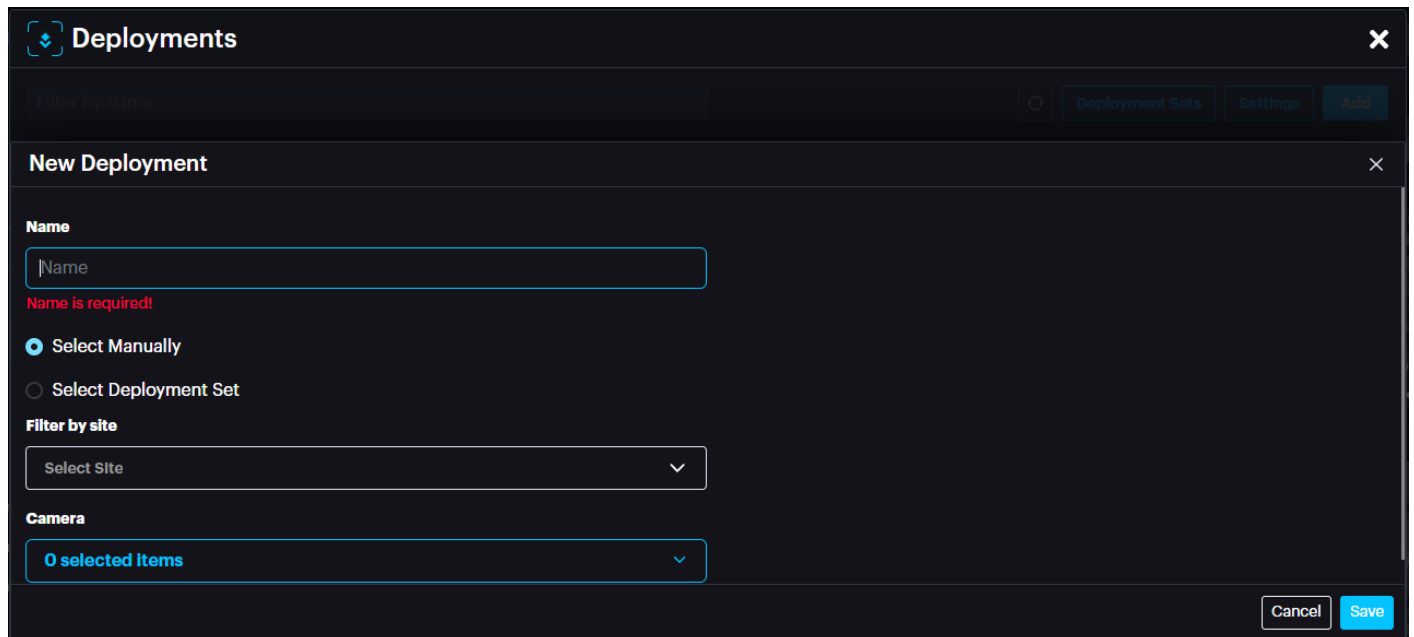 Deployments
Filter by name
Deployment Sets
Settings
Add
New Deployment
Name
Name
Name is required!
Select Manually
Select Deployment Set
Filter by site
Select Site
Camera
0 selected items
Cancel
Save